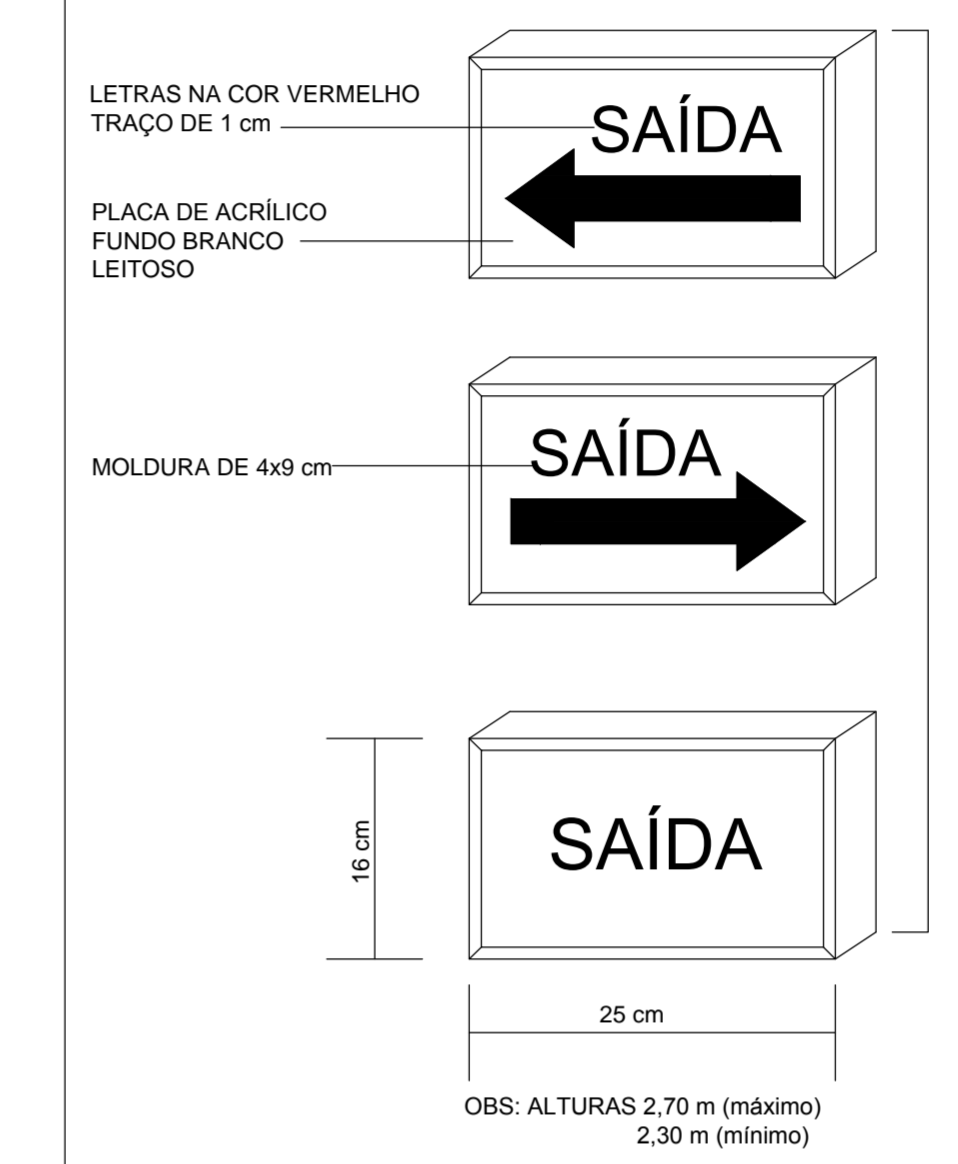 LETRAS NA COR VERMELHO
TRAÇO DE 1 cm
SAÍDA
PLACA DE ACRÍLICO
FUNDO BRANCO
LEITOSO
SAÍDA
MOLDURA DE 4x9 cm
SAÍDA
16 cm
25 cm
OBS: ALTURAS 2,70 m (máximo)
2,30 m (mínimo)